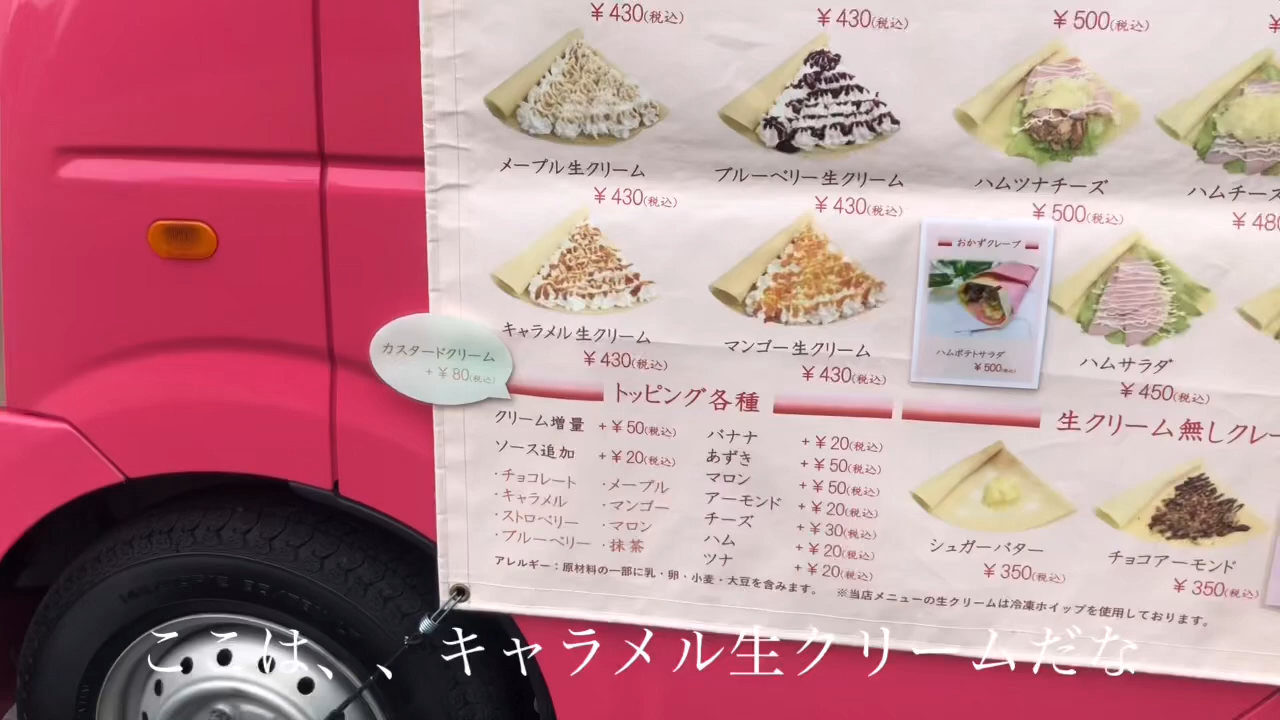 ¥430(税込)
¥430(税込)
¥500(税込)
メープル生クリーム
ブルーベリー生クリーム
ハムツナチーズ
ハムチーズ
¥430(税込)
¥430(税込)
¥500(税込)
¥480
おかずクレープ
ハムポテトサラダ
¥500(税込)
キャラメル生クリーム
マンゴー生クリーム
ハムサラダ
¥430(税込)
¥430(税込)
¥450(税込)
カスタードクリーム
+¥80(税込)
トッピング各種
クリーム増量 +¥50(税込)
ソース追加 +¥20(税込)
・チョコレート ・メープル
・キャラメル ・マンゴー
・ストロベリー ・マロン
・ブルーベリー ・抹茶
バナナ +¥20(税込)
あずき +¥50(税込)
マロン +¥50(税込)
アーモンド +¥20(税込)
チーズ +¥30(税込)
ハム +¥20(税込)
ツナ +¥20(税込)
生クリーム無しクレー
シュガーバター
¥350(税込)
チョコアーモンド
¥350(税込)
アレルギー：原材料の一部に乳・卵・小麦・大豆を含みます。 ※当店メニューの生クリームは冷凍ホイップを使用しております。
ここは、、キャラメル生クリームだな